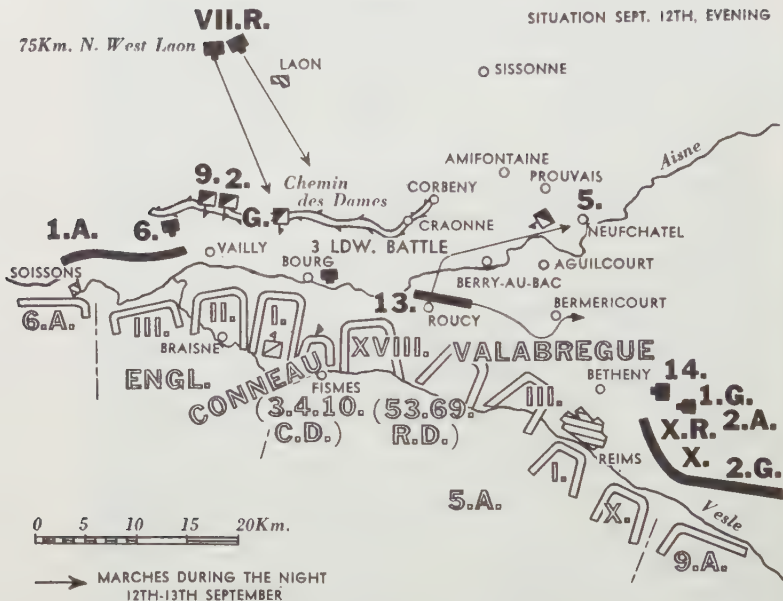 SITUATION SEPT. 12TH, EVENING
VII.R.
75Km. N. West Laon
LAON
SISSONNE
Aisne
AMIFONTAINE
PROUVAIS
9. 2.
Chemin
des Dames
CORBENY
5.
G.
CRAONNE
NEUFCHATEL
1.A.
6.
VAILLY
3 LDW. BATTLE
SOISSONS
BOURG
BERRY-AU-BAC
AGUILCOURT
13.
ROUCY
BERMERICOURT
6.A.
III.
II.
I.
BRAISNE
XVIII.
VALABREGUE
ENGL.
CONNEAU
FISMES
BETHENY
14.
(3.4.10.
C.D.)
(53.69.
R.D.)
III.
1.G.
X.R.
2.A.
X.
REIMS
2.G.
I.
5.A.
X.
Vesle
9.A.
0 5 10 15 20Km.
MARCHES DURING THE NIGHT
12TH-13TH SEPTEMBER